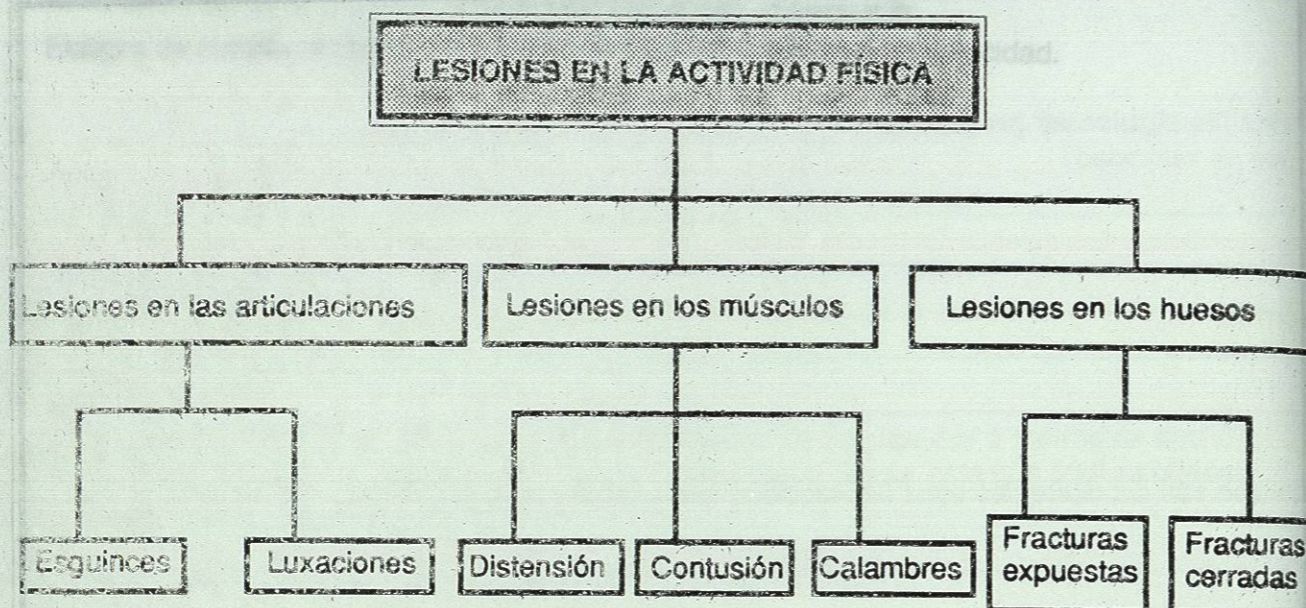 dad.
LESIONES EN LA ACTIVIDAD FÍSICA
Lesiones en las articulaciones
Lesiones en los músculos
Lesiones en los huesos
Esguinces
Luxaciones
Distensión
Contusión
Calambres
Fracturas
expuestas
Fracturas
cerradas